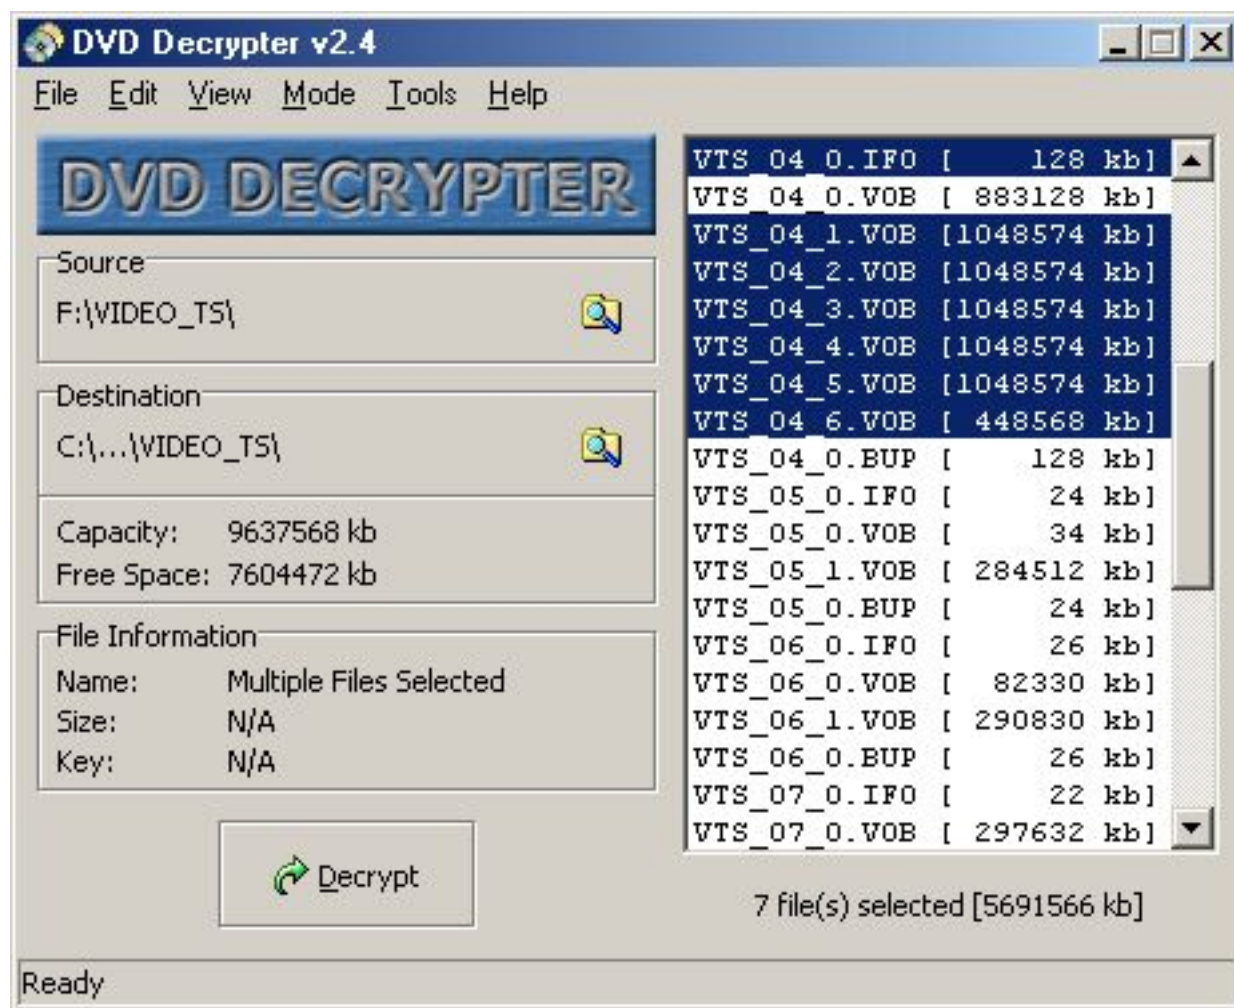 DVD Decrypter v2.4
File Edit View Mode Tools Help
DVD DECRYPTER
Source
F:\VIDEO_TS\
Destination
C:\...\VIDEO_TS\
Capacity: 9637568 kb
Free Space: 7604472 kb
File Information
Name: Multiple Files Selected
Size: N/A
Key: N/A
Decrypt
VTS_04_0.IFO [    128 kb]
VTS_04_0.VOB [ 883128 kb]
VTS_04_1.VOB [1048574 kb]
VTS_04_2.VOB [1048574 kb]
VTS_04_3.VOB [1048574 kb]
VTS_04_4.VOB [1048574 kb]
VTS_04_5.VOB [1048574 kb]
VTS_04_6.VOB [ 448568 kb]
VTS_04_0.BUP [    128 kb]
VTS_05_0.IFO [     24 kb]
VTS_05_0.VOB [     34 kb]
VTS_05_1.VOB [ 284512 kb]
VTS_05_0.BUP [     24 kb]
VTS_06_0.IFO [     26 kb]
VTS_06_0.VOB [  82330 kb]
VTS_06_1.VOB [ 290830 kb]
VTS_06_0.BUP [     26 kb]
VTS_07_0.IFO [     22 kb]
VTS_07_0.VOB [ 297632 kb]
7 file(s) selected [5691566 kb]
Ready